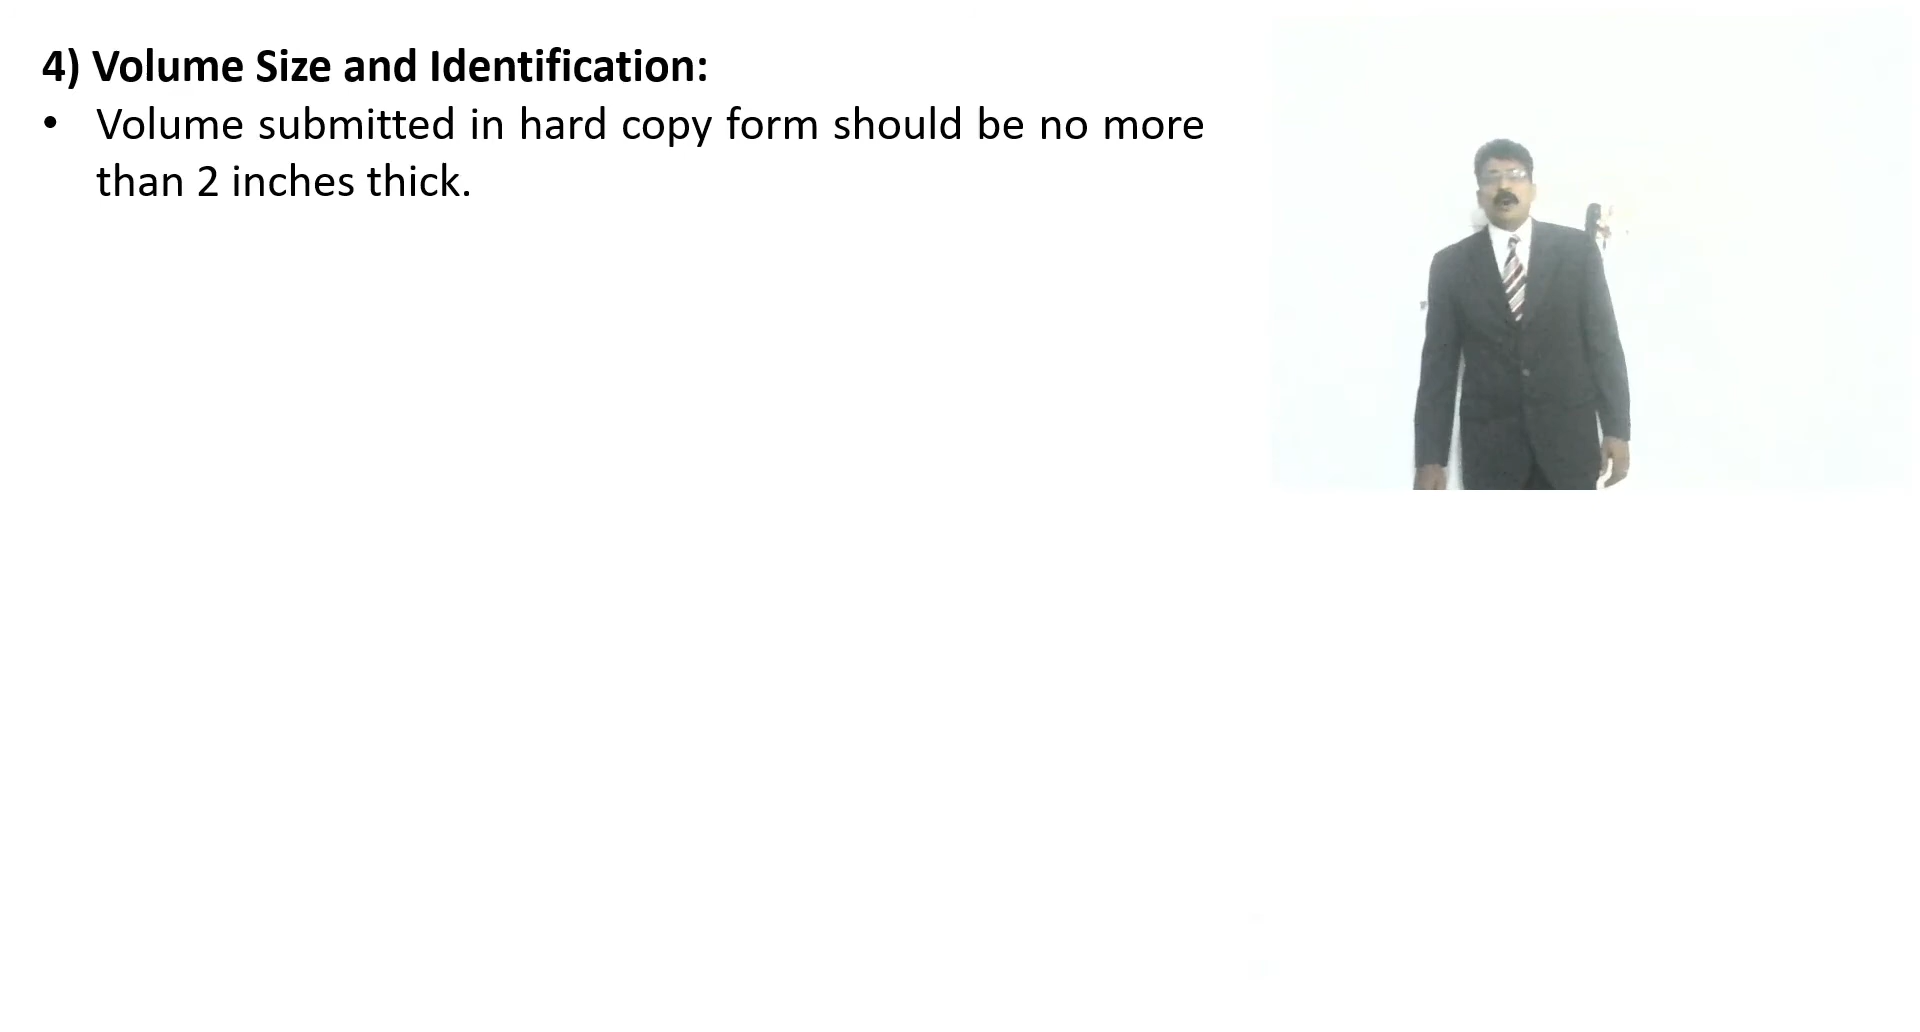 4) Volume Size and Identification:
• Volume submitted in hard copy form should be no more
than 2 inches thick.